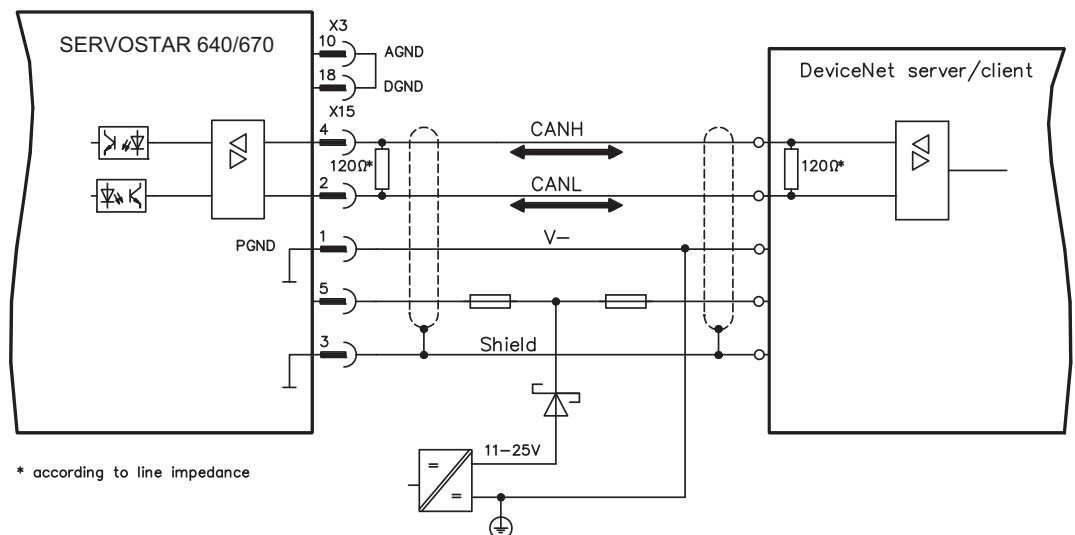 SERVOSTAR 640/670
X3
10
AGND
18
DGND
X15
4
CANH
120Ω*
2
CANL
PGND
1
V−
5
3
Shield
11−25V
DeviceNet server/client
120Ω*
=
=
* according to line impedance